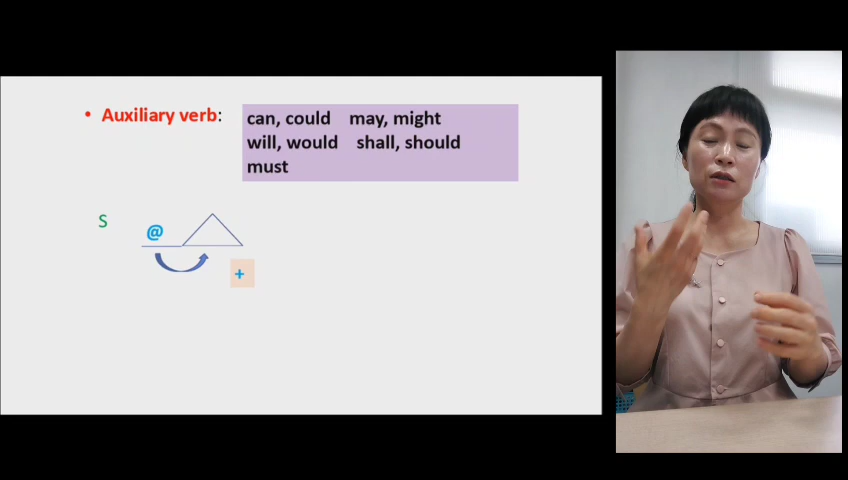 • Auxiliary verb:
can, could may, might
will, would shall, should
must
S
@
+